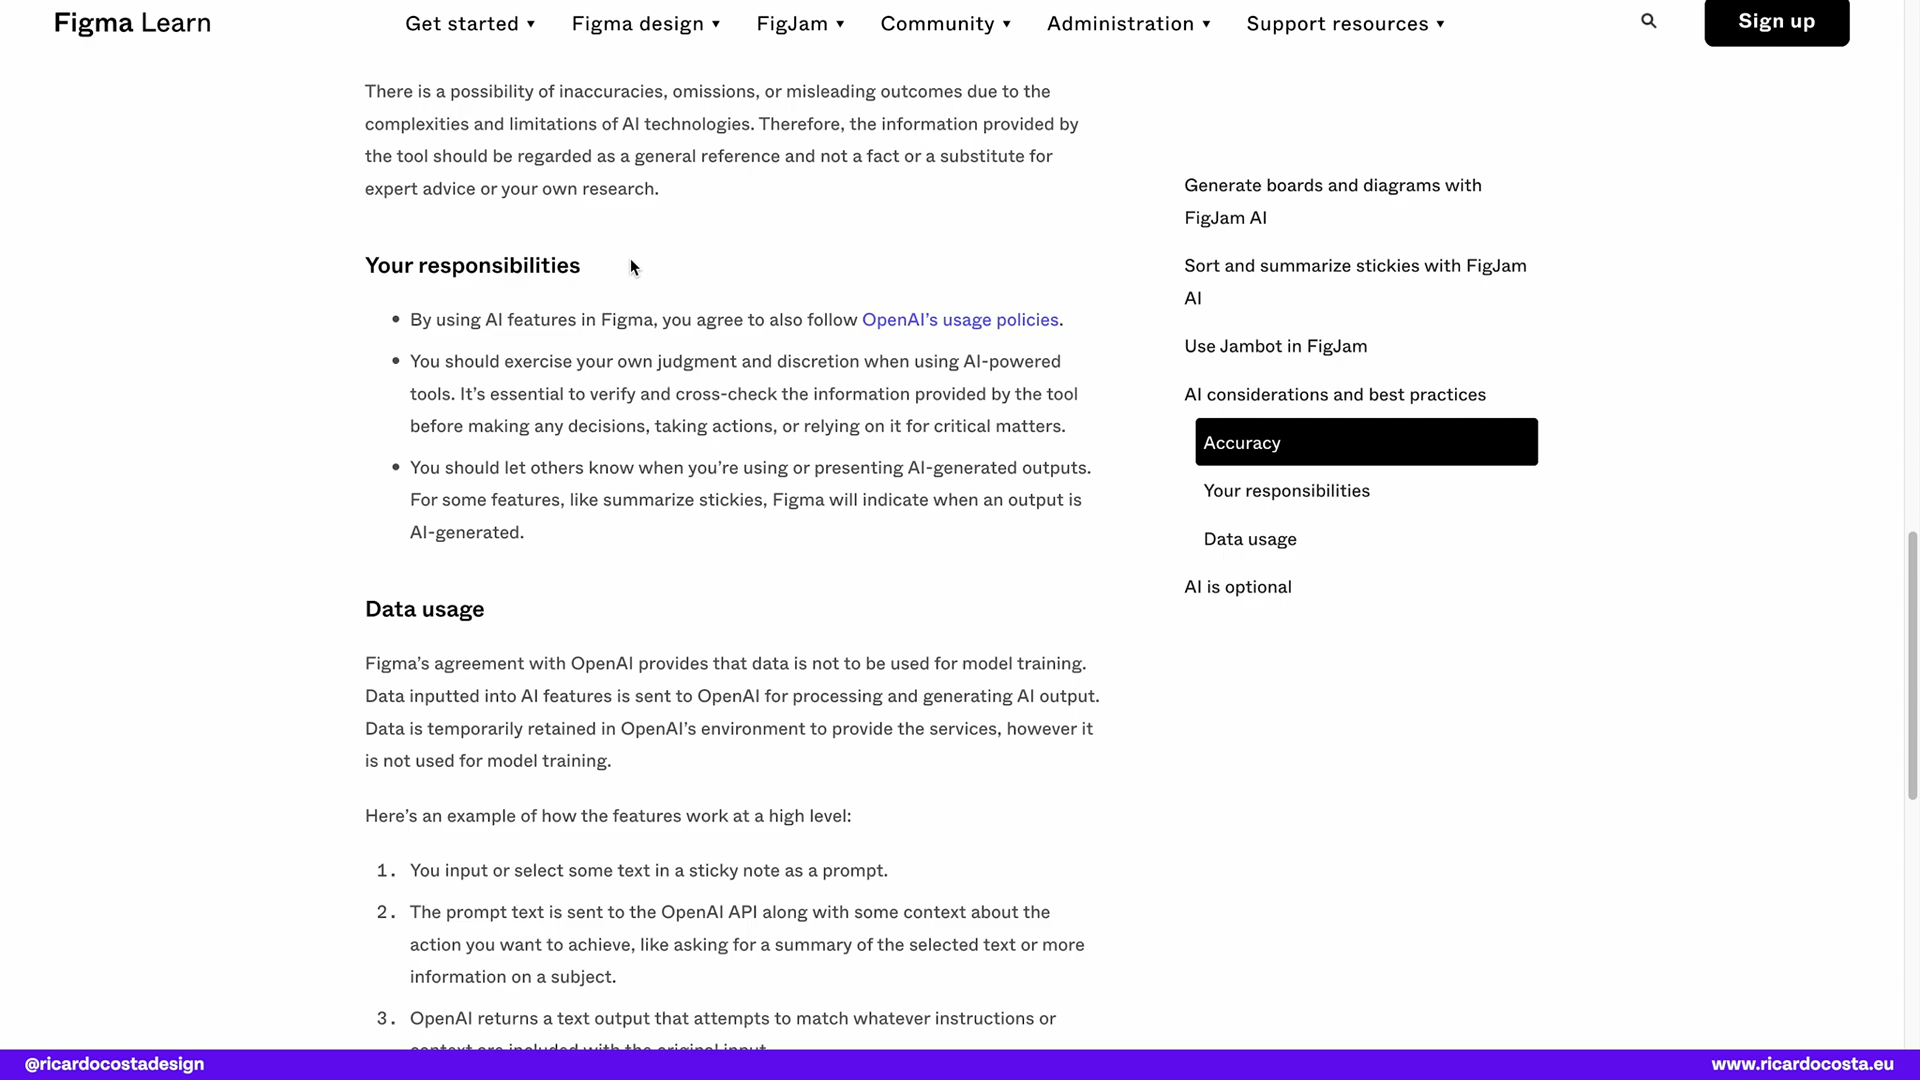 Figma Learn
Get started ▼ Figma design ▼ FigJam ▼ Community ▼ Administration ▼ Support resources ▼
Sign up
There is a possibility of inaccuracies, omissions, or misleading outcomes due to the
complexities and limitations of AI technologies. Therefore, the information provided by
the tool should be regarded as a general reference and not a fact or a substitute for
expert advice or your own research.
Your responsibilities
• By using AI features in Figma, you agree to also follow OpenAI’s usage policies.
• You should exercise your own judgment and discretion when using AI-powered
tools. It’s essential to verify and cross-check the information provided by the tool
before making any decisions, taking actions, or relying on it for critical matters.
• You should let others know when you’re using or presenting AI-generated outputs.
For some features, like summarize stickies, Figma will indicate when an output is
AI-generated.
Data usage
Figma’s agreement with OpenAI provides that data is not to be used for model training.
Data inputted into AI features is sent to OpenAI for processing and generating AI output.
Data is temporarily retained in OpenAI’s environment to provide the services, however it
is not used for model training.
Here’s an example of how the features work at a high level:
1. You input or select some text in a sticky note as a prompt.
2. The prompt text is sent to the OpenAI API along with some context about the
action you want to achieve, like asking for a summary of the selected text or more
information on a subject.
3. OpenAI returns a text output that attempts to match whatever instructions or
context are included with the original input.
Generate boards and diagrams with
FigJam AI
Sort and summarize stickies with FigJam
AI
Use Jambot in FigJam
AI considerations and best practices
Accuracy
Your responsibilities
Data usage
AI is optional
@ricardocostadesign
www.ricardocosta.eu